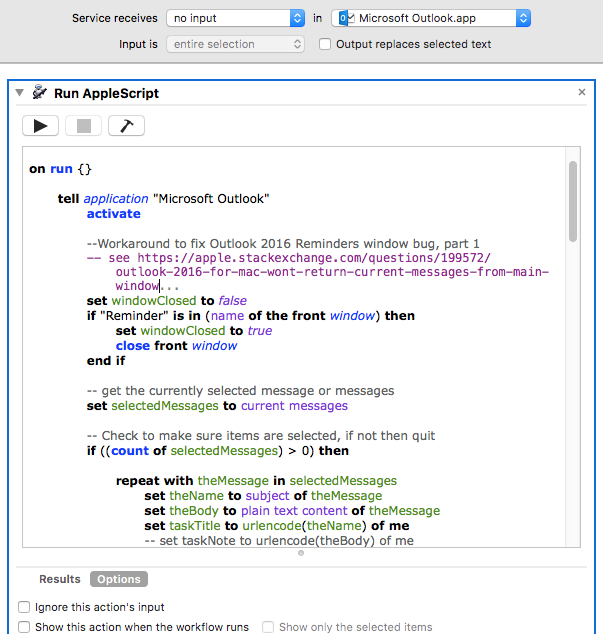 Service receives no input in Microsoft Outlook.app
Input is entire selection Output replaces selected text
Run AppleScript
on run {}
tell application "Microsoft Outlook"
activate
--Workaround to fix Outlook 2016 Reminders window bug, part 1
-- see https://apple.stackexchange.com/questions/199572/
outlook-2016-for-mac-wont-return-current-messages-from-main-
window...
set windowClosed to false
if "Reminder" is in (name of the front window) then
set windowClosed to true
close front window
end if
-- get the currently selected message or messages
set selectedMessages to current messages
-- Check to make sure items are selected, if not then quit
if ((count of selectedMessages) > 0) then
repeat with theMessage in selectedMessages
set theName to subject of theMessage
set theBody to plain text content of theMessage
set taskTitle to urlencode(theName) of me
-- set taskNote to urlencode(theBody) of me
Results Options
Ignore this action's input
Show this action when the workflow runs Show only the selected items